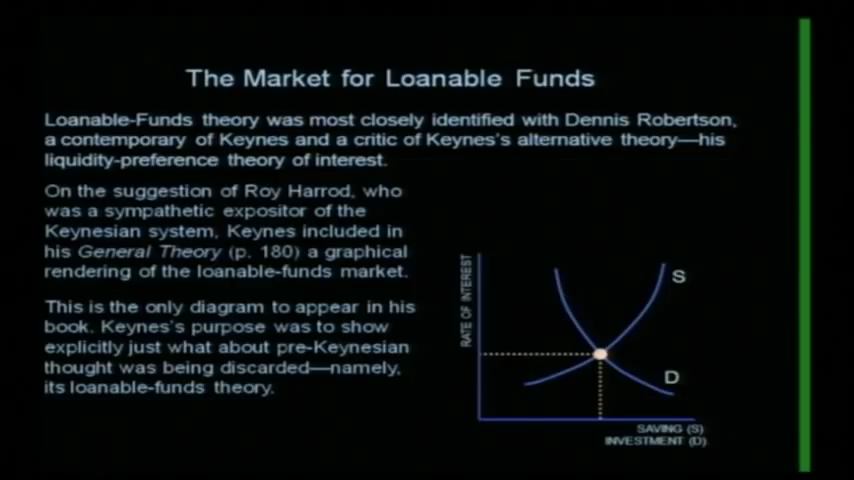 The Market for Loanable Funds
Loanable-Funds theory was most closely identified with Dennis Robertson,
a contemporary of Keynes and a critic of Keynes's alternative theory—his
liquidity-preference theory of interest.
On the suggestion of Roy Harrod, who
was a sympathetic expositor of the
Keynesian system, Keynes included in
his General Theory (p. 180) a graphical
rendering of the loanable-funds market.
This is the only diagram to appear in his
book. Keynes's purpose was to show
explicitly just what about pre-Keynesian
thought was being discarded—namely,
its loanable-funds theory.
RATE OF INTEREST
S
D
SAVING (S)
INVESTMENT (D)